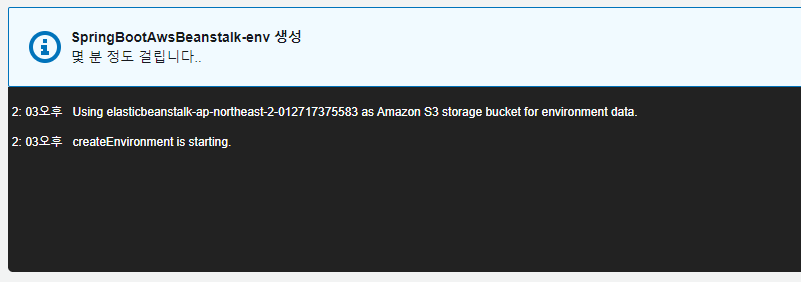 SpringBootAwsBeanstalk-env 생성
몇 분 정도 걸립니다..
2: 03오후 Using elasticbeanstalk-ap-northeast-2-012717375583 as Amazon S3 storage bucket for environment data.
2: 03오후 createEnvironment is starting.